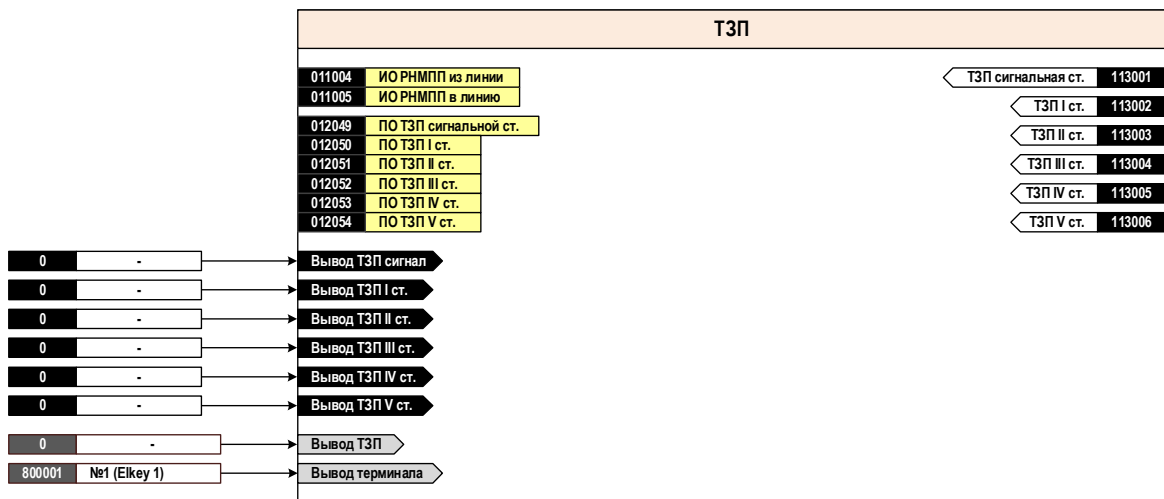 ТЗП
011004 ИО РНМПП из линии
ТЗП сигнальная ст. 113001
011005 ИО РНМПП в линию
ТЗП I ст. 113002
012049 ПО ТЗП сигнальной ст.
ТЗП II ст. 113003
012050 ПО ТЗП I ст.
012051 ПО ТЗП II ст.
ТЗП III ст. 113004
012052 ПО ТЗП III ст.
ТЗП IV ст. 113005
012053 ПО ТЗП IV ст.
012054 ПО ТЗП V ст.
ТЗП V ст. 113006
0 - Вывод ТЗП сигнал
0 - Вывод ТЗП I ст.
0 - Вывод ТЗП II ст.
0 - Вывод ТЗП III ст.
0 - Вывод ТЗП IV ст.
0 - Вывод ТЗП V ст.
0 - Вывод ТЗП
800001 №1 (Elkey 1) Вывод терминала